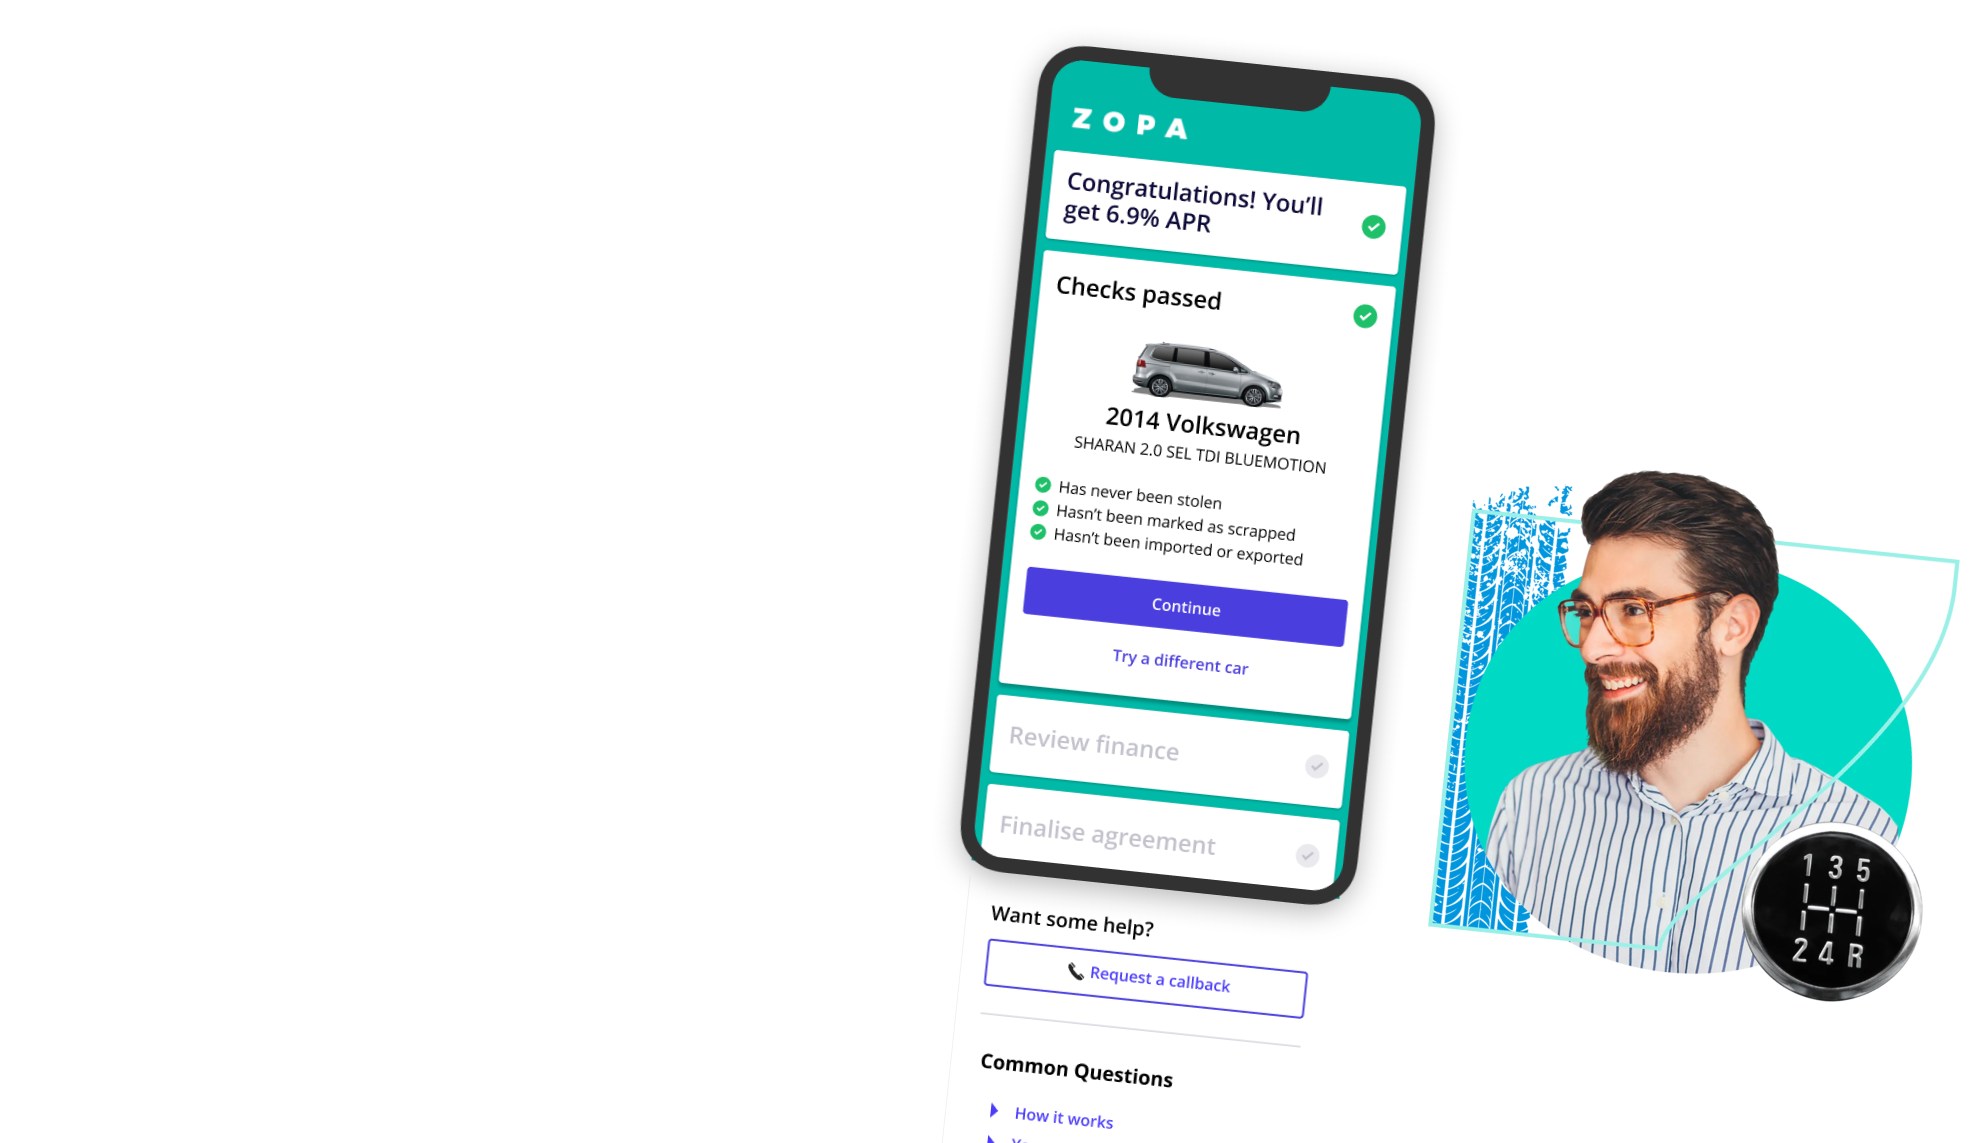 ZOPA
Congratulations! You’ll
get 6.9% APR
Checks passed
2014 Volkswagen
SHARAN 2.0 SEL TDI BLUEMOTION
Has never been stolen
Hasn’t been marked as scrapped
Hasn’t been imported or exported
Continue
Try a different car
Review finance
Finalise agreement
Want some help?
Request a callback
Common Questions
How it works
1 3 5
2 4 R